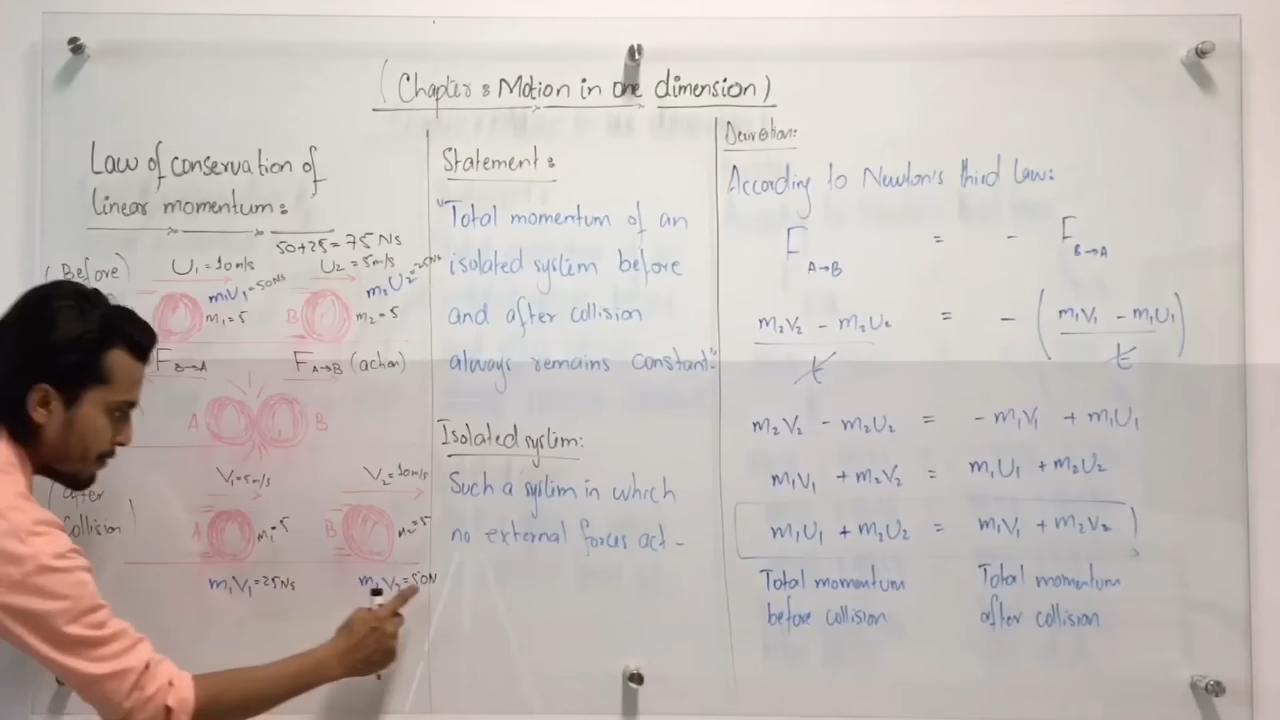 (Chapter : Motion in one dimension)
Law of conservation of
linear momentum:
50+25=75 Ns
(Before)
U₁ = 10m/s
U₂ = 5m/s
m₁U₁=50Ns
m₂U₂=25Ns
m₁=5
B
m₂=5
F B→A
F A→B (action)
A
B
V₁=5m/s
V₂=10m/s
(after
collision)
A
m₁=5
B
m₂=5
m₁V₁=25Ns
m₂V₂=50N
Statement:
"Total momentum of an
isolated system before
and after collision
always remains constant"
Isolated system:
Such a system in which
no external forces act -
Derivation:
According to Newton's third law:
F A→B = - F B→A
m₂V₂ - m₂U₂ / t = - (m₁V₁ - m₁U₁ / t)
m₂V₂ - m₂U₂ = -m₁V₁ + m₁U₁
m₁V₁ + m₂V₂ = m₁U₁ + m₂U₂
m₁U₁ + m₂U₂ = m₁V₁ + m₂V₂
Total momentum
before collision
Total momentum
after collision